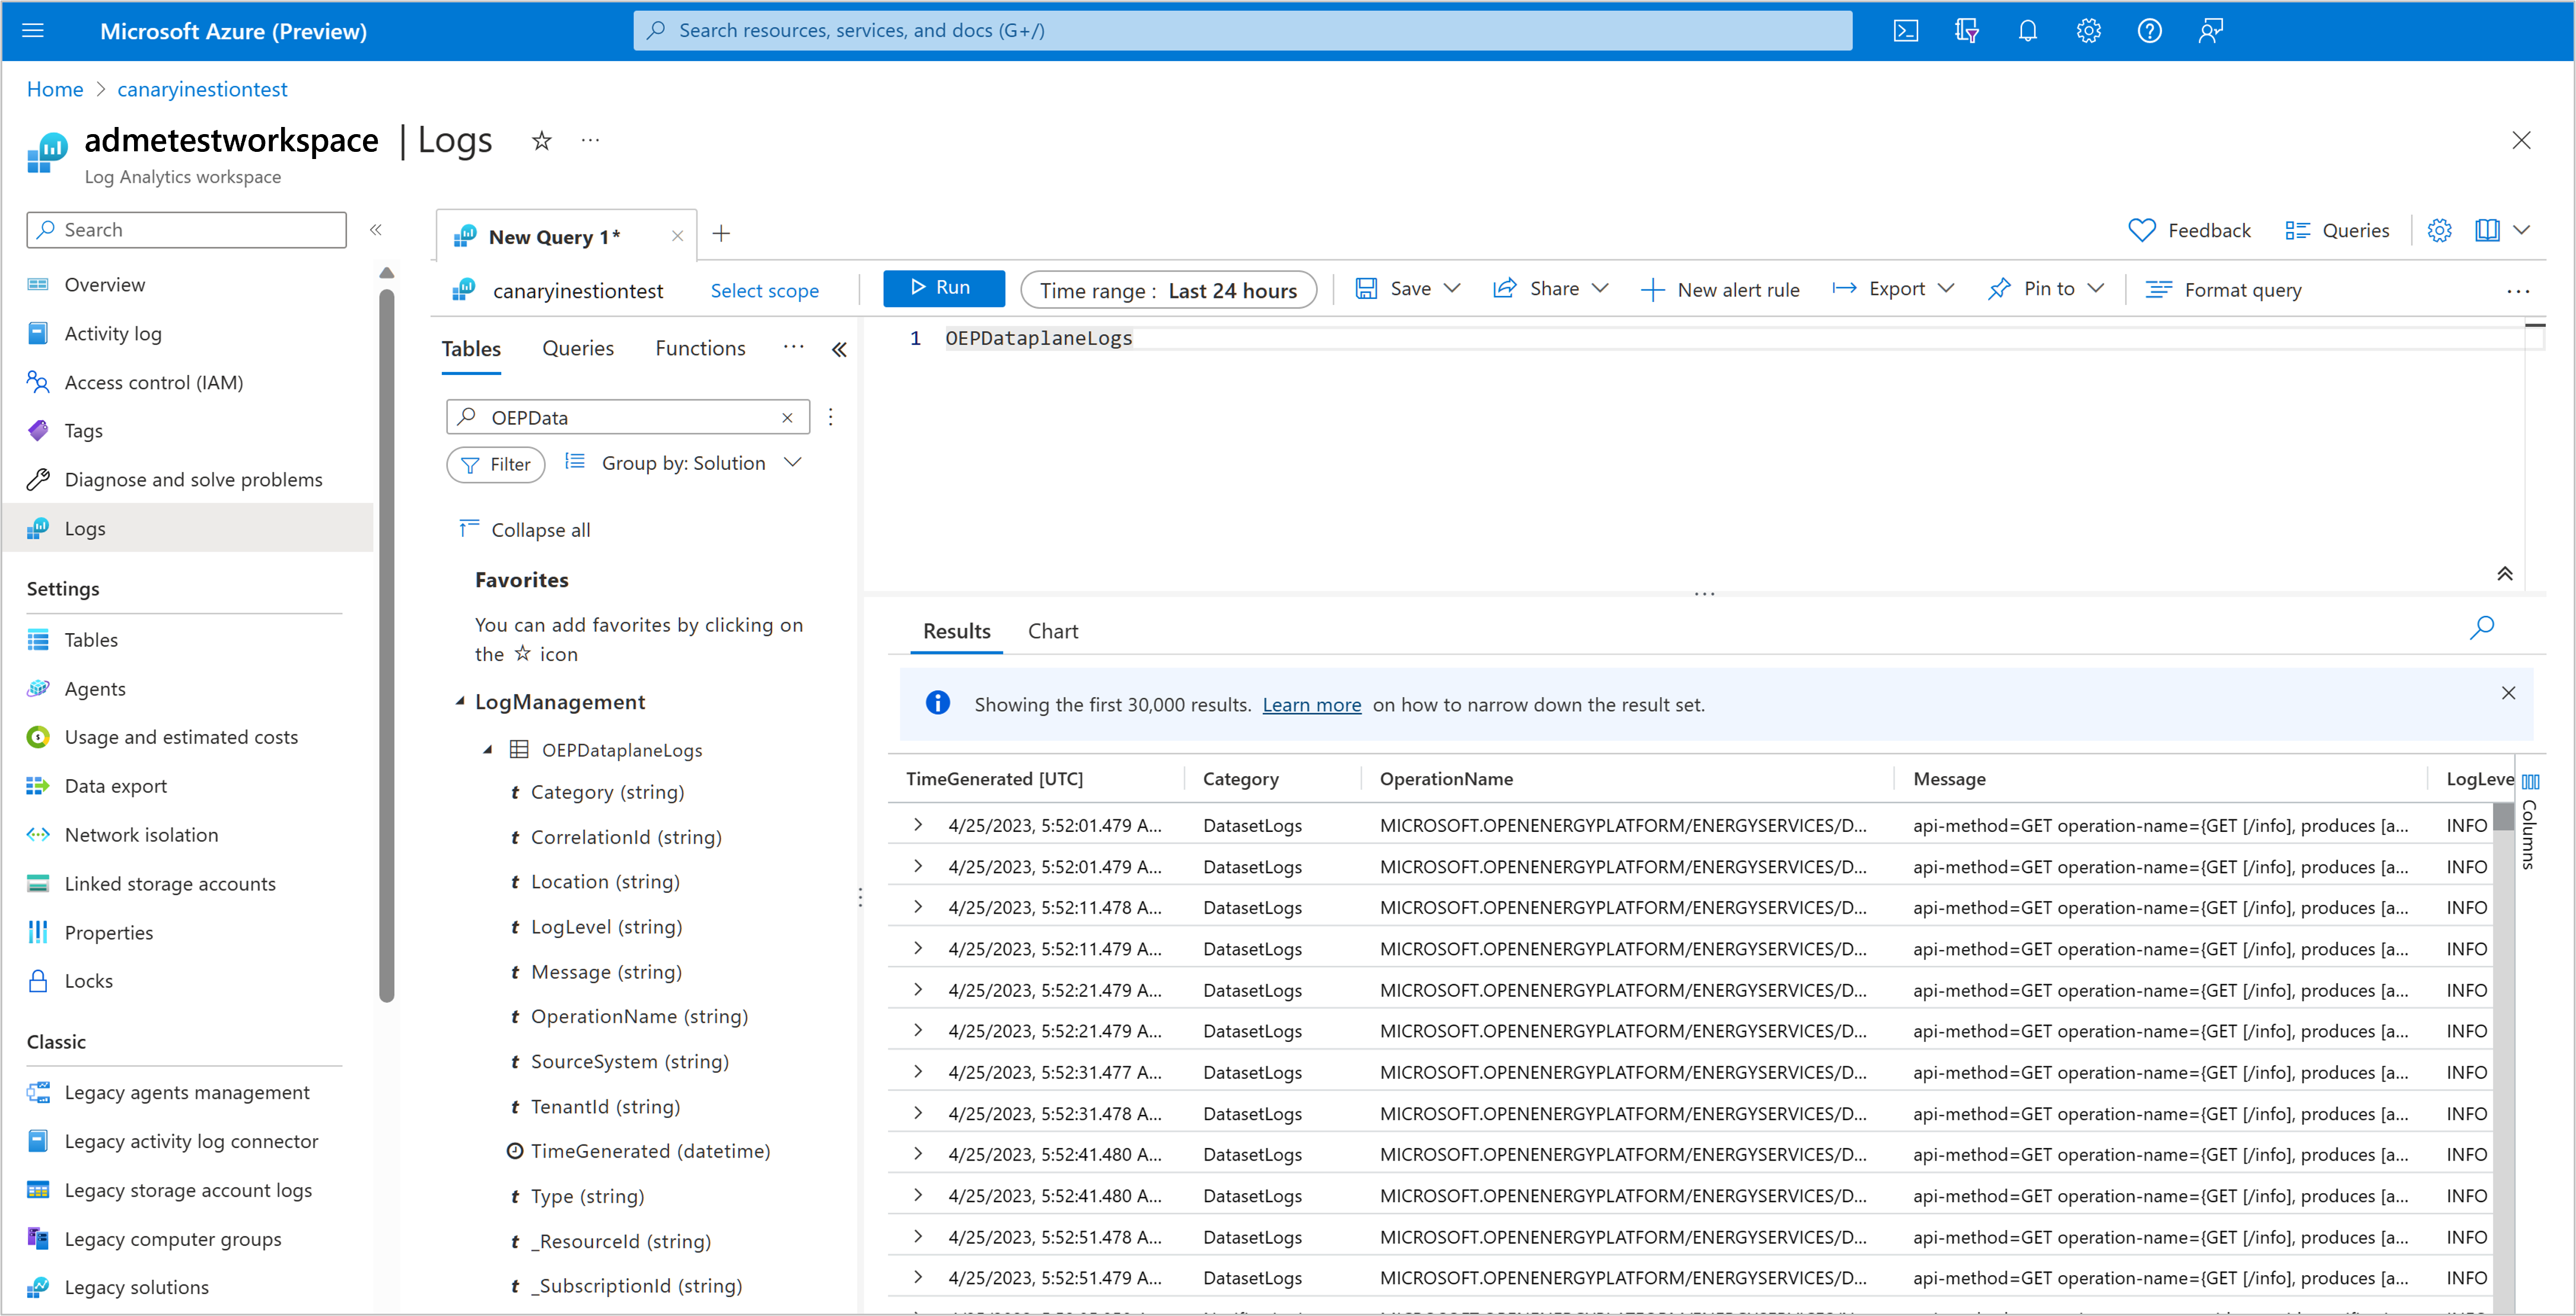 Microsoft Azure (Preview)
Search resources, services, and docs (G+/)
Home > canaryinestiontest
admetestworkspace | Logs
Log Analytics workspace
Search
Overview
Activity log
Access control (IAM)
Tags
Diagnose and solve problems
Logs
Settings
Tables
Agents
Usage and estimated costs
Data export
Network isolation
Linked storage accounts
Properties
Locks
Classic
Legacy agents management
Legacy activity log connector
Legacy storage account logs
Legacy computer groups
Legacy solutions
New Query 1*
Feedback
Queries
canaryinestiontest
Select scope
Run
Time range : Last 24 hours
Save
Share
New alert rule
Export
Pin to
Format query
Tables
Queries
Functions
OEPData
Filter
Group by: Solution
Collapse all
Favorites
You can add favorites by clicking on
the ☆ icon
LogManagement
OEPDataplaneLogs
t Category (string)
t CorrelationId (string)
t Location (string)
t LogLevel (string)
t Message (string)
t OperationName (string)
t SourceSystem (string)
t TenantId (string)
TimeGenerated (datetime)
t Type (string)
t _ResourceId (string)
t _SubscriptionId (string)
1 OEPDataplaneLogs
Results
Chart
Showing the first 30,000 results. Learn more on how to narrow down the result set.
TimeGenerated [UTC] Category OperationName Message LogLeve
4/25/2023, 5:52:01.479 A... DatasetLogs MICROSOFT.OPENENERGYPLATFORM/ENERGYSERVICES/D... api-method=GET operation-name={GET [/info], produces [a... INFO
4/25/2023, 5:52:01.479 A... DatasetLogs MICROSOFT.OPENENERGYPLATFORM/ENERGYSERVICES/D... api-method=GET operation-name={GET [/info], produces [a... INFO
4/25/2023, 5:52:11.478 A... DatasetLogs MICROSOFT.OPENENERGYPLATFORM/ENERGYSERVICES/D... api-method=GET operation-name={GET [/info], produces [a... INFO
4/25/2023, 5:52:11.479 A... DatasetLogs MICROSOFT.OPENENERGYPLATFORM/ENERGYSERVICES/D... api-method=GET operation-name={GET [/info], produces [a... INFO
4/25/2023, 5:52:21.479 A... DatasetLogs MICROSOFT.OPENENERGYPLATFORM/ENERGYSERVICES/D... api-method=GET operation-name={GET [/info], produces [a... INFO
4/25/2023, 5:52:21.479 A... DatasetLogs MICROSOFT.OPENENERGYPLATFORM/ENERGYSERVICES/D... api-method=GET operation-name={GET [/info], produces [a... INFO
4/25/2023, 5:52:31.477 A... DatasetLogs MICROSOFT.OPENENERGYPLATFORM/ENERGYSERVICES/D... api-method=GET operation-name={GET [/info], produces [a... INFO
4/25/2023, 5:52:31.478 A... DatasetLogs MICROSOFT.OPENENERGYPLATFORM/ENERGYSERVICES/D... api-method=GET operation-name={GET [/info], produces [a... INFO
4/25/2023, 5:52:41.480 A... DatasetLogs MICROSOFT.OPENENERGYPLATFORM/ENERGYSERVICES/D... api-method=GET operation-name={GET [/info], produces [a... INFO
4/25/2023, 5:52:41.480 A... DatasetLogs MICROSOFT.OPENENERGYPLATFORM/ENERGYSERVICES/D... api-method=GET operation-name={GET [/info], produces [a... INFO
4/25/2023, 5:52:51.478 A... DatasetLogs MICROSOFT.OPENENERGYPLATFORM/ENERGYSERVICES/D... api-method=GET operation-name={GET [/info], produces [a... INFO
4/25/2023, 5:52:51.479 A... DatasetLogs MICROSOFT.OPENENERGYPLATFORM/ENERGYSERVICES/D... api-method=GET operation-name={GET [/info], produces [a... INFO
Columns